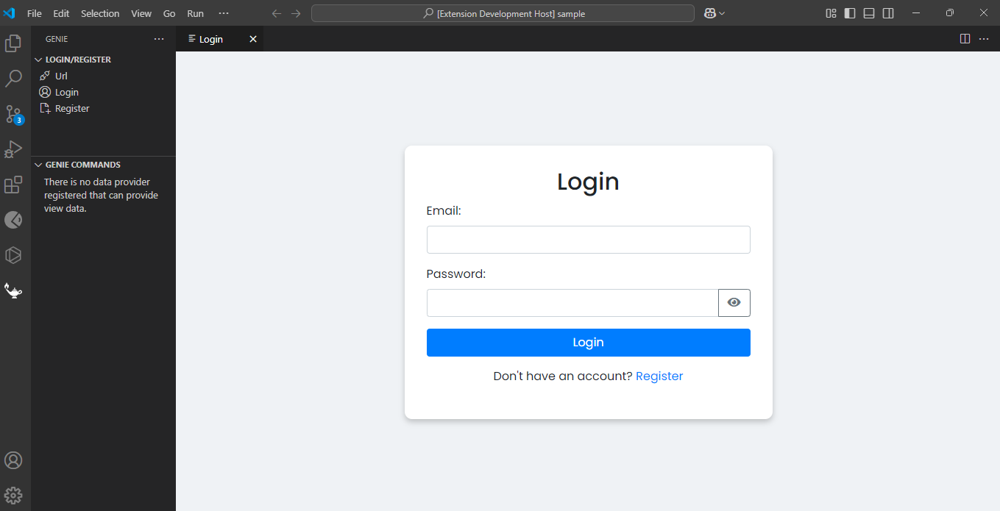 File Edit Selection View Go Run ···
[Extension Development Host] sample
GENIE
Login
LOGIN/REGISTER
Url
Login
Register
3
GENIE COMMANDS
There is no data provider
registered that can provide
view data.
Login
Email:
Password:
Login
Don't have an account? Register